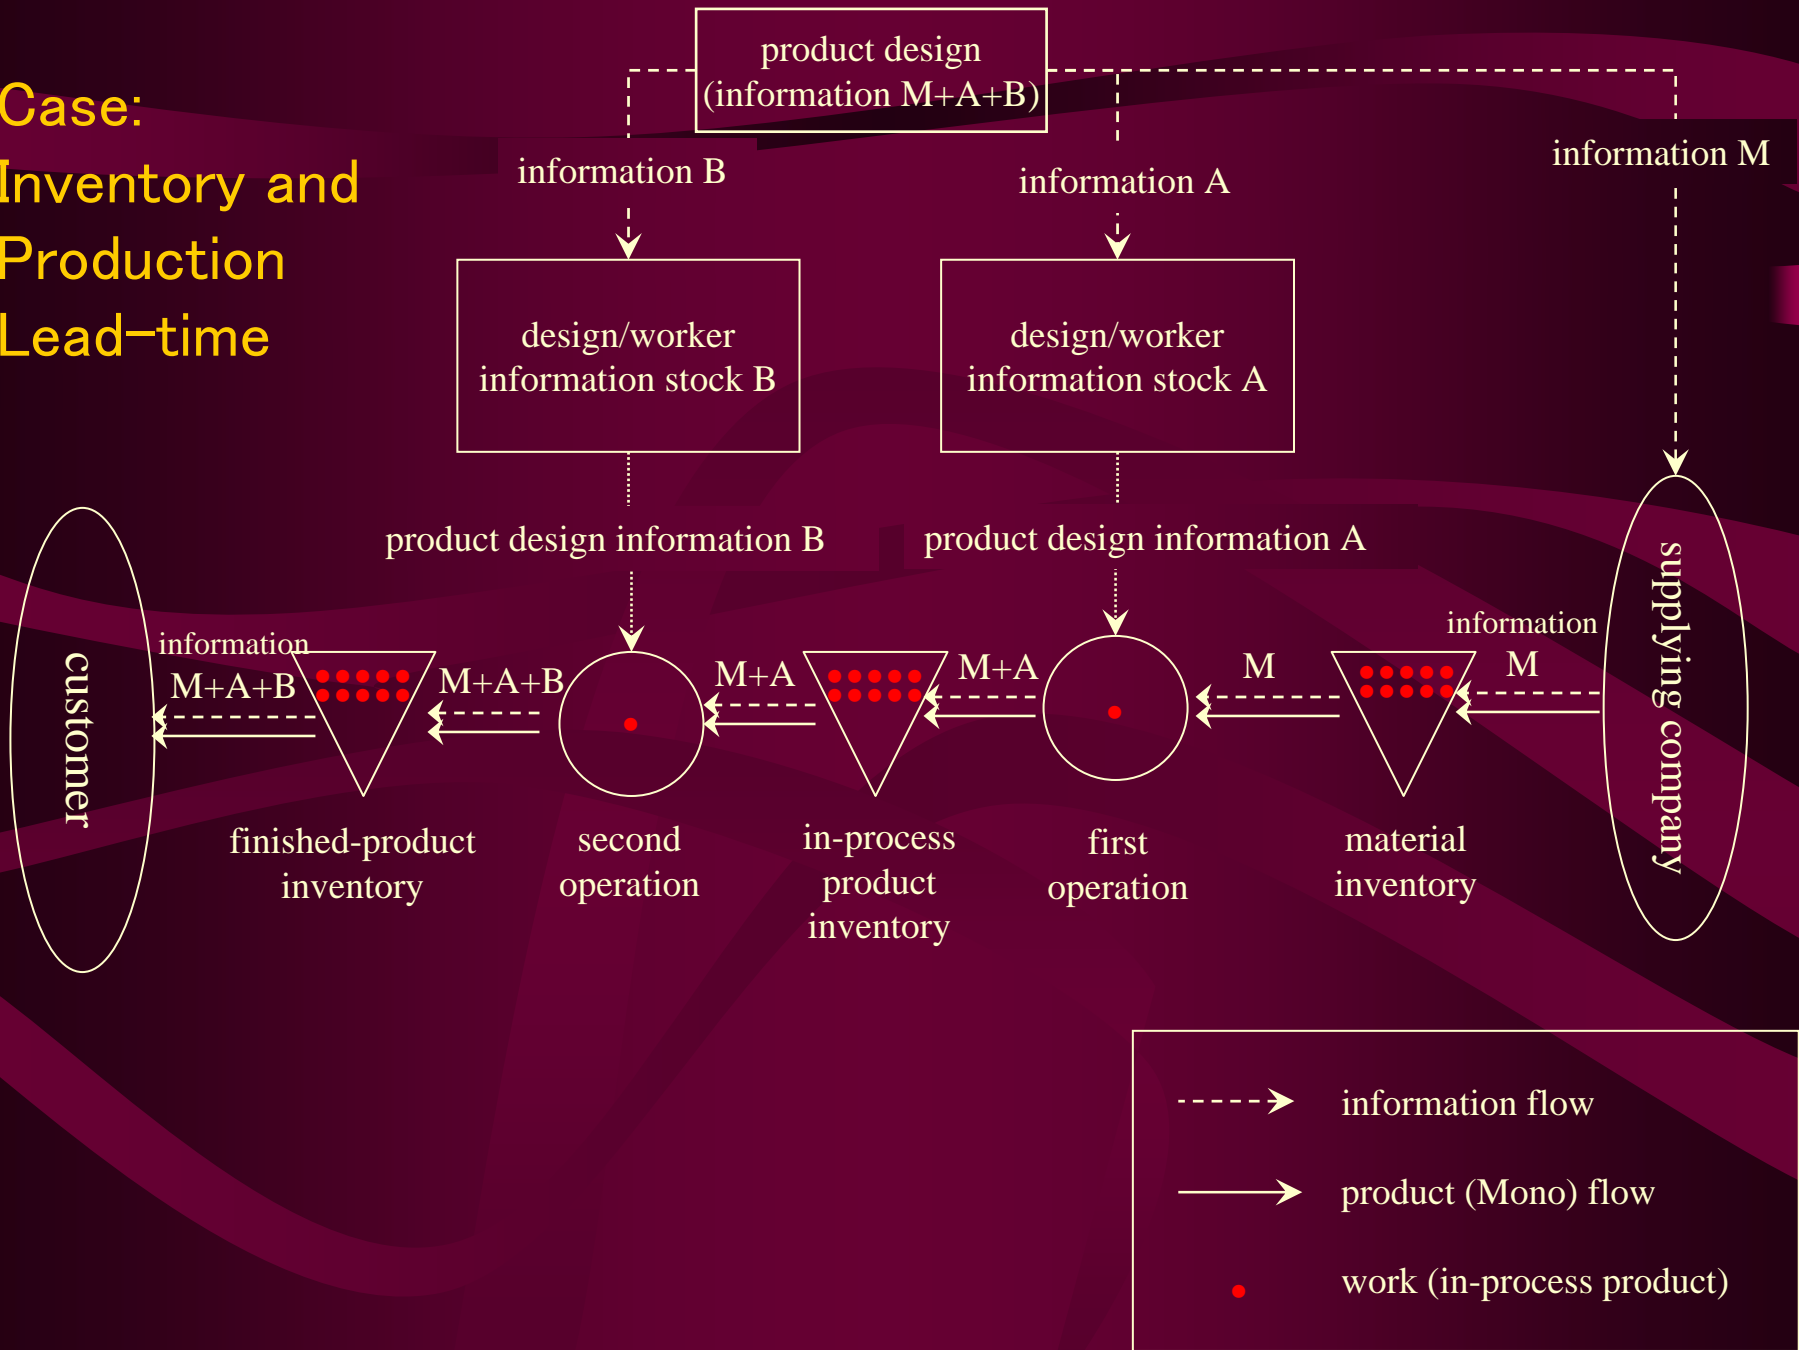 Case:
Inventory and
Production
Lead-time
product design
(information M+A+B)
information B
information A
information M
design/worker
information stock B
design/worker
information stock A
product design information B
product design information A
customer
information
M+A+B
M+A+B
M+A
M+A
M
information
M
supplying company
finished-product
inventory
second
operation
in-process
product
inventory
first
operation
material
inventory
information flow
product (Mono) flow
work (in-process product)